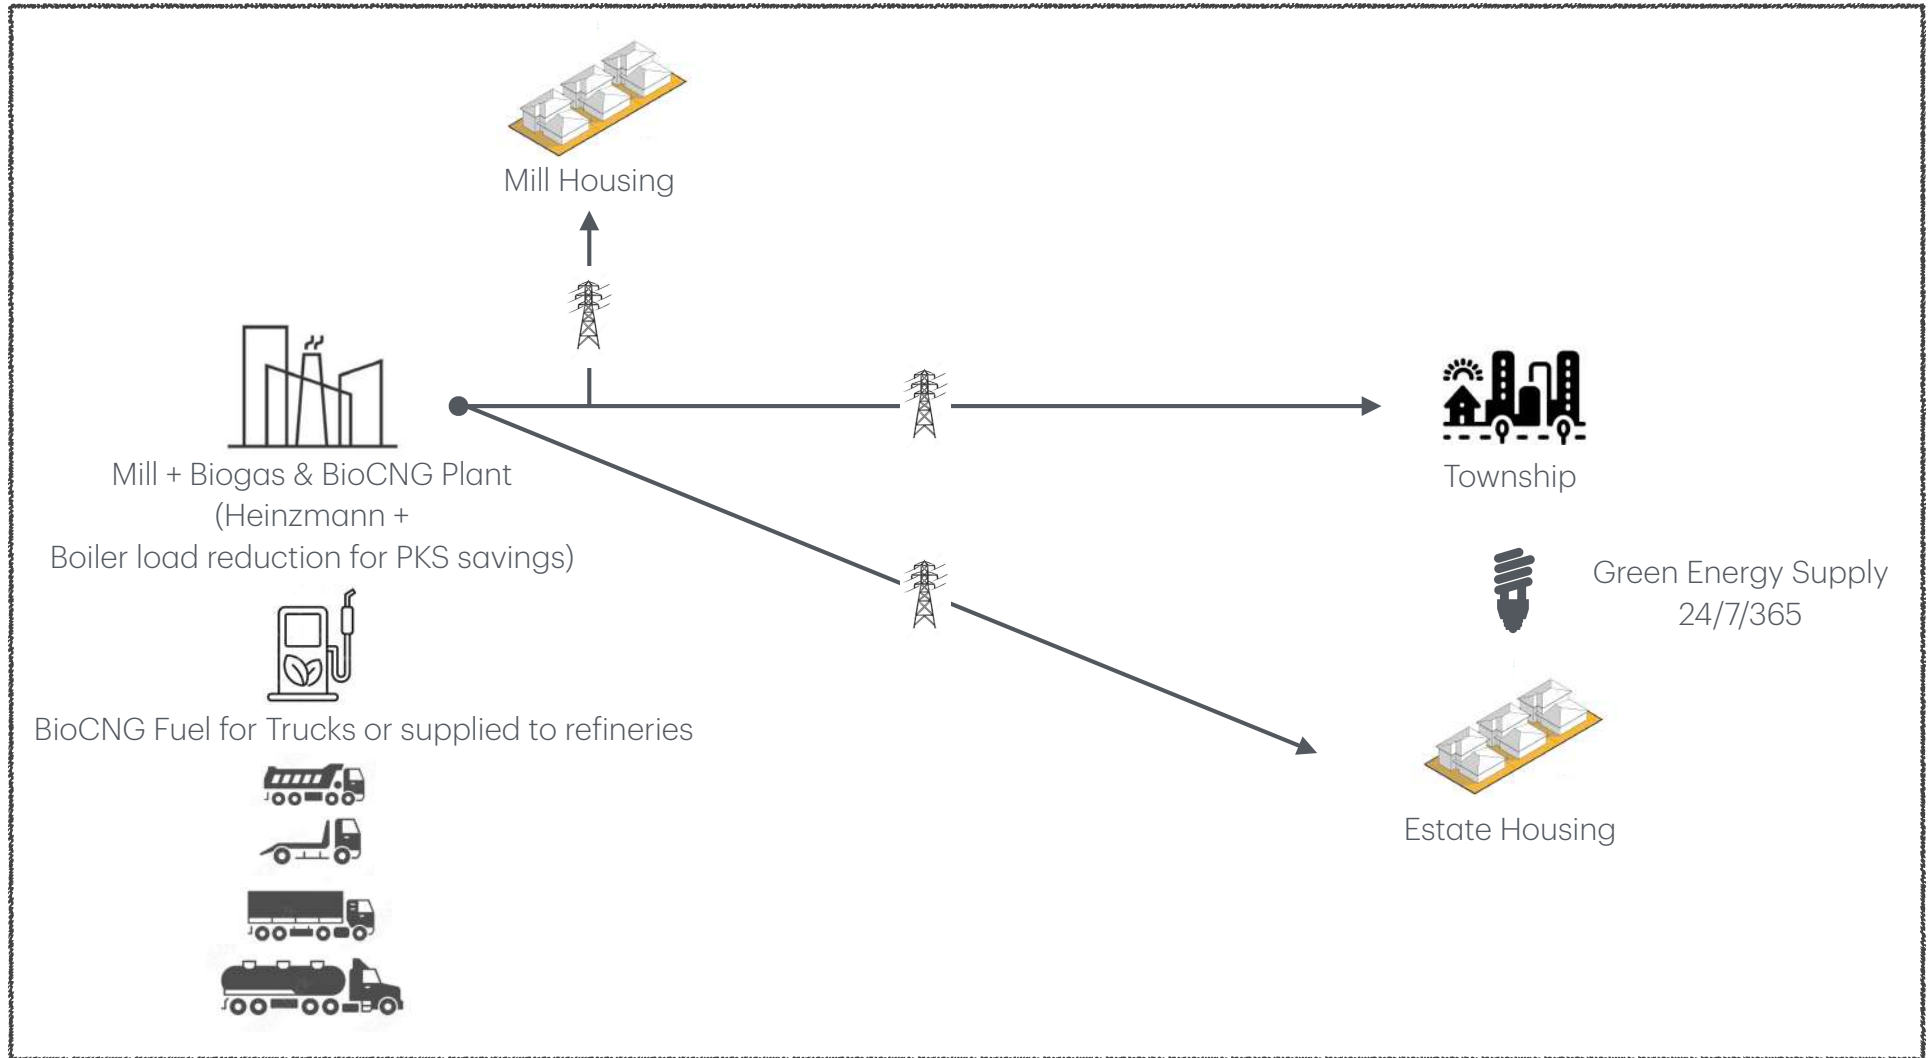 Mill Housing
Mill + Biogas & BioCNG Plant
(Heinzmann +
Boiler load reduction for PKS savings)
Township
Green Energy Supply
24/7/365
BioCNG Fuel for Trucks or supplied to refineries
Estate Housing